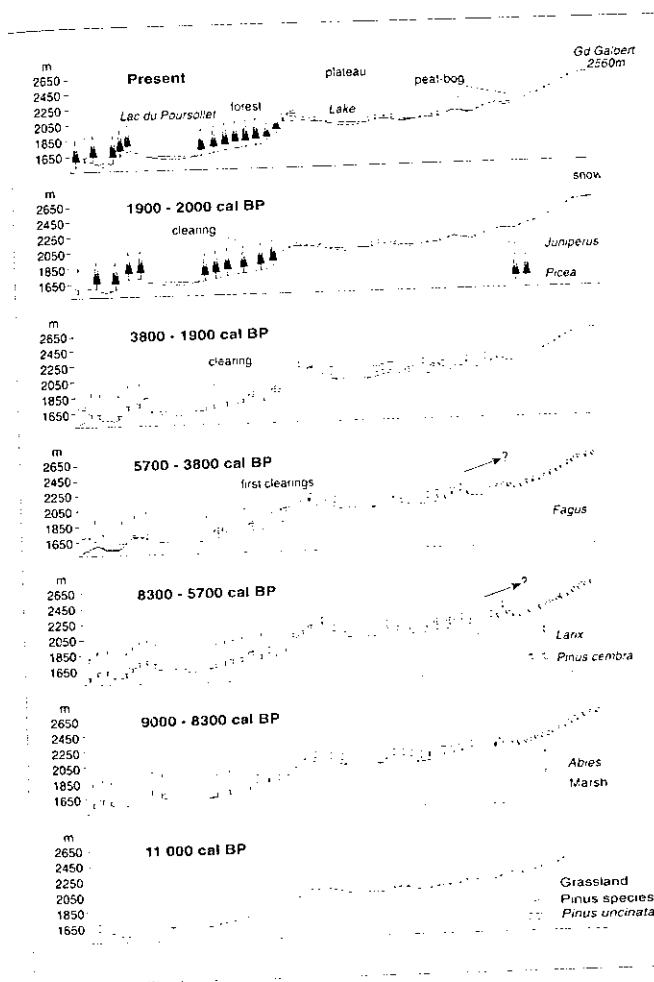 Gd Galbert
2560m
m
2650
2450
2250
2050
1850
1650
Present
plateau
peat-bog
Lac du Poursollet
forest
Lake
snow
m
2650
2450
2250
2050
1850
1650
1900 - 2000 cal BP
clearing
Juniperus
Picea
m
2650
2450
2250
2050
1850
1650
3800 - 1900 cal BP
clearing
m
2650
2450
2250
2050
1850
1650
5700 - 3800 cal BP
first clearings
?
Fagus
m
2650
2450
2250
2050
1850
1650
8300 - 5700 cal BP
?
Larix
Pinus cembra
m
2650
2450
2250
2050
1850
1650
9000 - 8300 cal BP
Abies
Marsh
m
2650
2450
2250
2050
1850
1650
11 000 cal BP
Grassland
Pinus species
Pinus uncinata